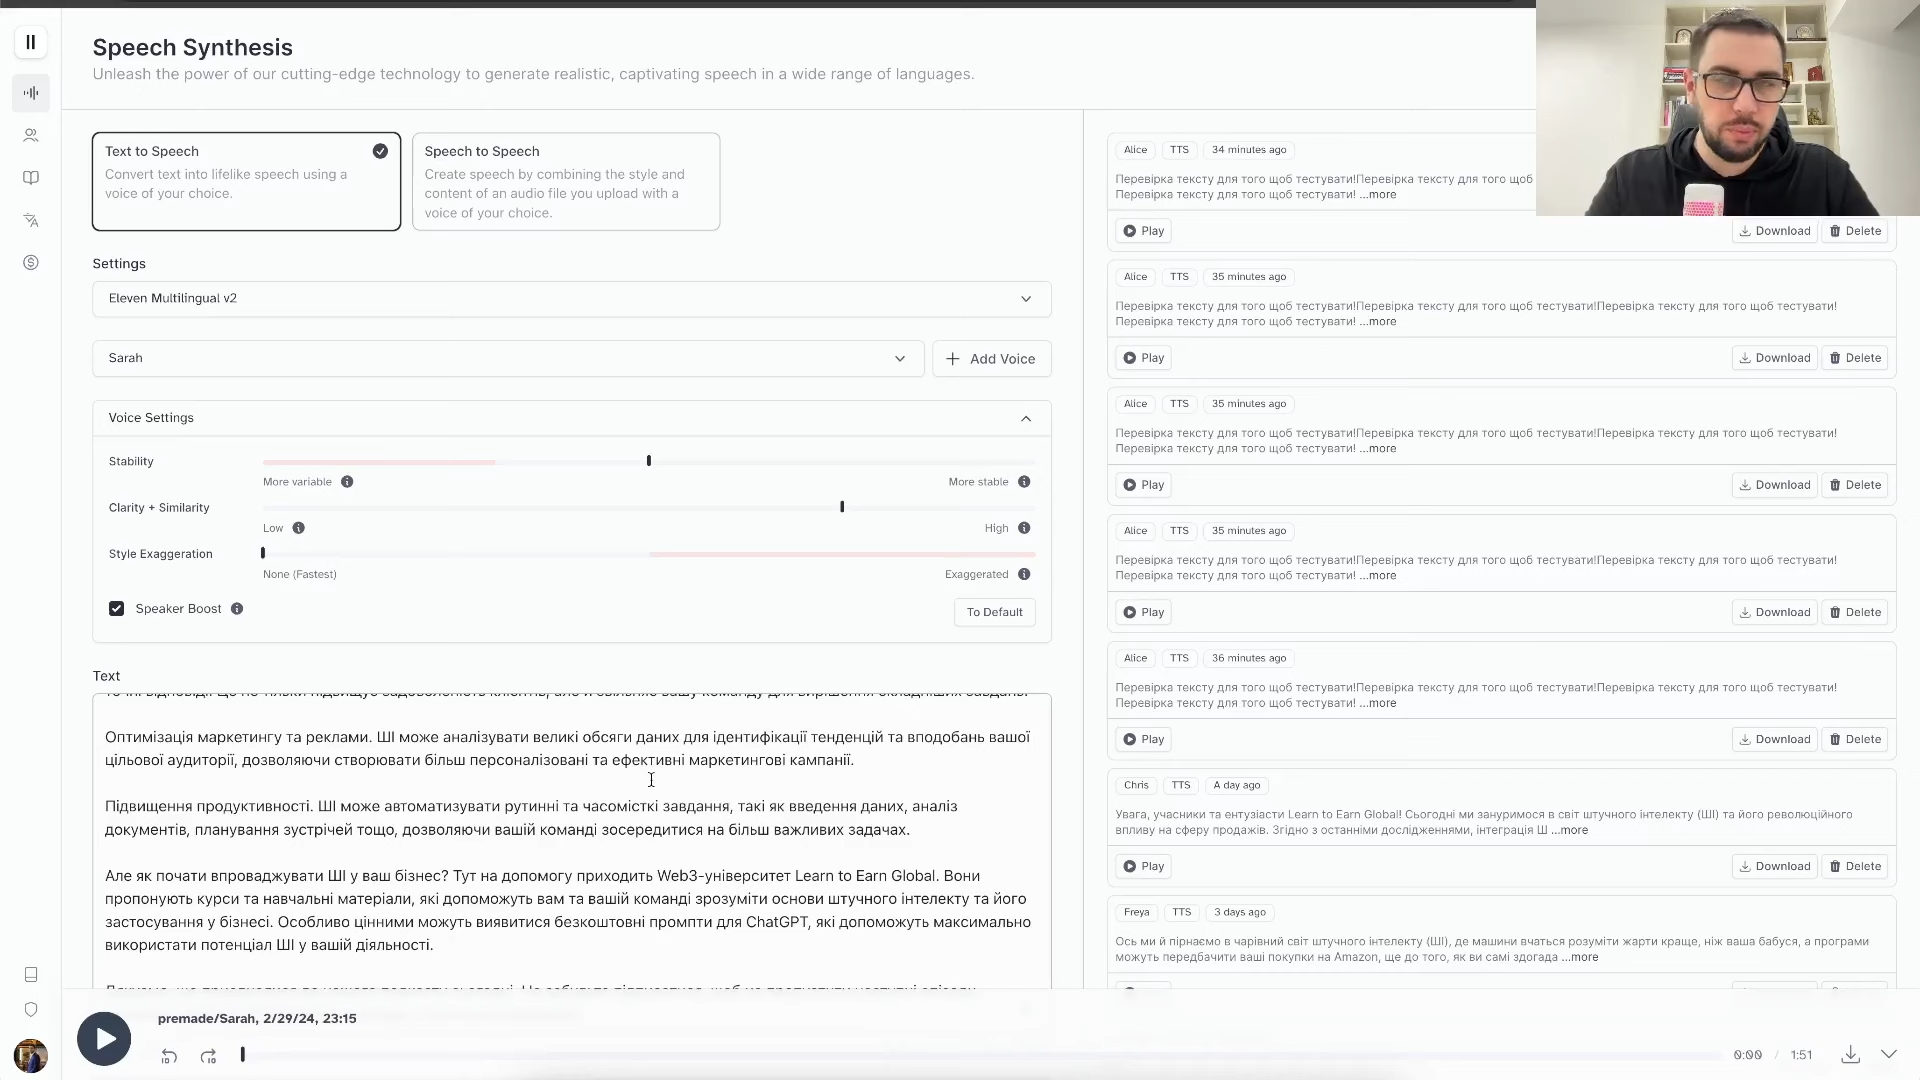 Speech Synthesis
Unleash the power of our cutting-edge technology to generate realistic, captivating speech in a wide range of languages.
Text to Speech
Convert text into lifelike speech using a
voice of your choice.
Speech to Speech
Create speech by combining the style and
content of an audio file you upload with a
voice of your choice.
Settings
Eleven Multilingual v2
Sarah
Add Voice
Voice Settings
Stability
More variable
More stable
Clarity + Similarity
Low
High
Style Exaggeration
None (Fastest)
Exaggerated
Speaker Boost
To Default
Text
Оптимізація маркетингу та реклами. ШІ може аналізувати великі обсяги даних для ідентифікації тенденцій та вподобань вашої
цільової аудиторії, дозволяючи створювати більш персоналізовані та ефективні маркетингові кампанії.
Підвищення продуктивності. ШІ може автоматизувати рутинні та часомісткі завдання, такі як введення даних, аналіз
документів, планування зустрічей тощо, дозволяючи вашій команді зосередитися на більш важливих задачах.
Але як почати впроваджувати ШІ у ваш бізнес? Тут на допомогу приходить Web3-університет Learn to Earn Global. Вони
пропонують курси та навчальні матеріали, які допоможуть вам та вашій команді зрозуміти основи штучного інтелекту та його
застосування у бізнесі. Особливо цінними можуть виявитися безкоштовні промпти для ChatGPT, які допоможуть максимально
використати потенціал ШІ у вашій діяльності.
Alice TTS 34 minutes ago
Перевірка тексту для того щоб тестувати!Перевірка тексту для того щоб
тестувати! Перевірка тексту для того щоб тестувати! ...more
Play Download Delete
Alice TTS 35 minutes ago
Перевірка тексту для того щоб тестувати!Перевірка тексту для того щоб тестувати!Перевірка тексту для того щоб тестувати!
Перевірка тексту для того щоб тестувати! ...more
Play Download Delete
Alice TTS 35 minutes ago
Перевірка тексту для того щоб тестувати!Перевірка тексту для того щоб тестувати!Перевірка тексту для того щоб тестувати!
Перевірка тексту для того щоб тестувати! ...more
Play Download Delete
Alice TTS 35 minutes ago
Перевірка тексту для того щоб тестувати!Перевірка тексту для того щоб тестувати!Перевірка тексту для того щоб тестувати!
Перевірка тексту для того щоб тестувати! ...more
Play Download Delete
Alice TTS 36 minutes ago
Перевірка тексту для того щоб тестувати!Перевірка тексту для того щоб тестувати!Перевірка тексту для того щоб тестувати!
Перевірка тексту для того щоб тестувати! ...more
Play Download Delete
Chris TTS A day ago
Увага, учасники та ентузіасти Learn to Earn Global! Сьогодні ми зануримося в світ штучного інтелекту (ШІ) та його революційного
впливу на сферу продажів. Згідно з останніми дослідженнями, інтеграція Ш ...more
Play Download Delete
Freya TTS 3 days ago
Ось ми й пірнаємо в чарівний світ штучного інтелекту (ШІ), де машини вчаться розуміти жарти краще, ніж ваша бабуся, а програми
можуть передбачити ваші покупки на Amazon, ще до того, як ви самі здогада ...more
premade/Sarah, 2/29/24, 23:15
0:00 / 1:51